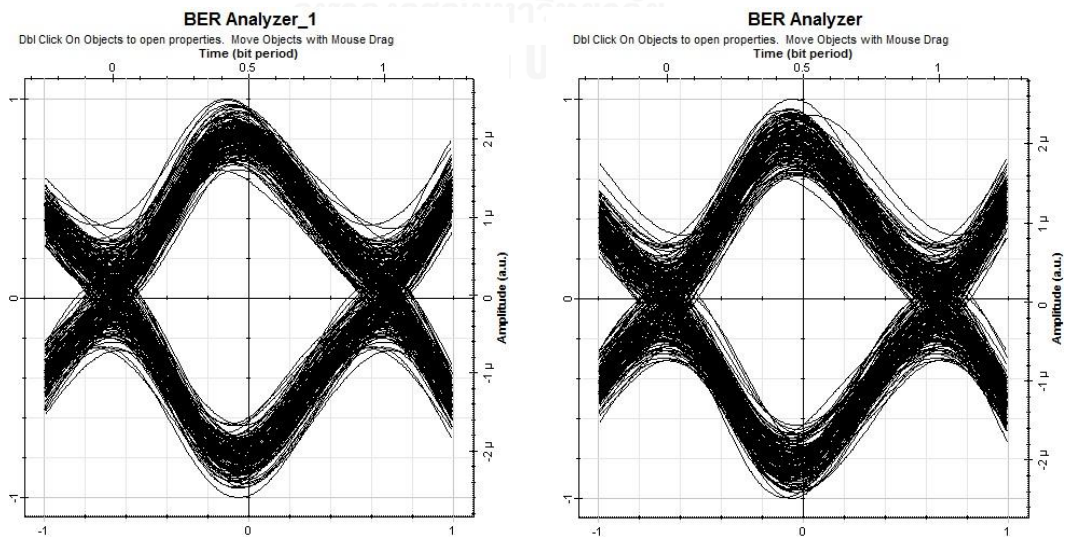 BER Analyzer_1
Dbl Click On Objects to open properties. Move Objects with Mouse Drag
Time (bit period)
0 0.5 1
1
0
-1
2 µ
1 µ
0
-1 µ
-2 µ
Amplitude (a.u.)
-1 0 1
BER Analyzer
Dbl Click On Objects to open properties. Move Objects with Mouse Drag
Time (bit period)
0 0.5 1
1
0
-1
2 µ
1 µ
0
-1 µ
-2 µ
Amplitude (a.u.)
-1 0 1